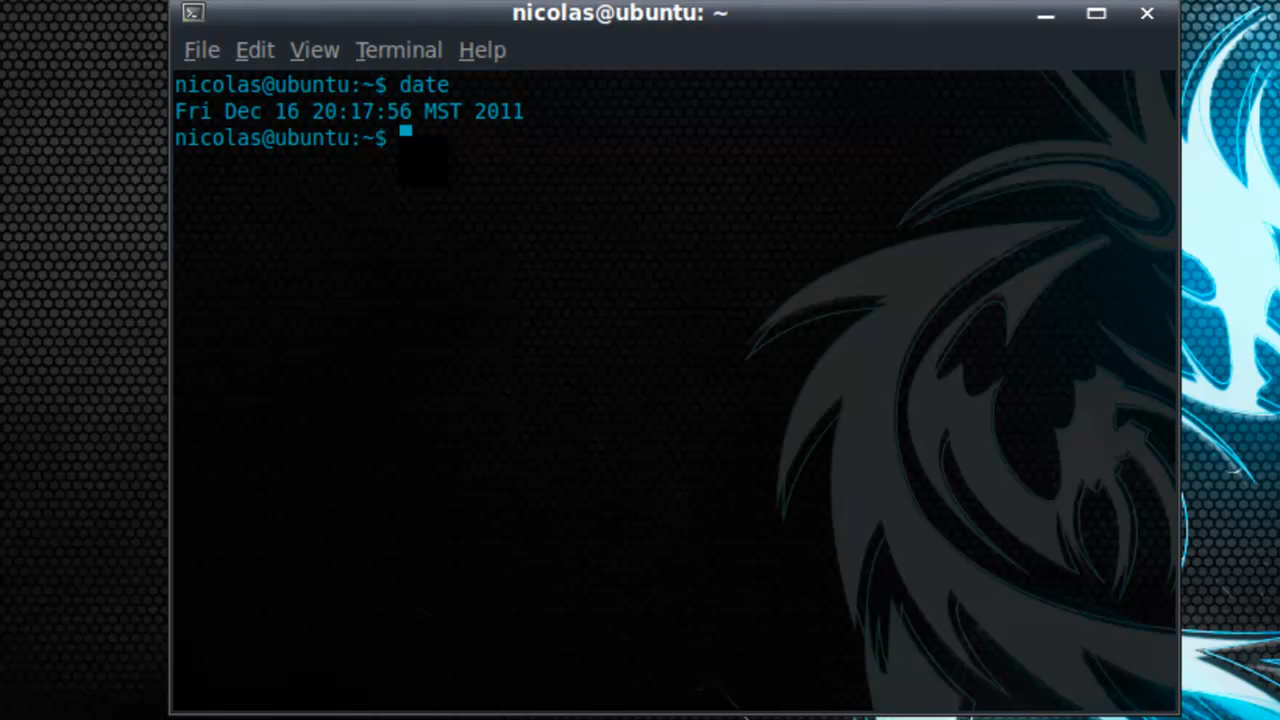 nicolas@ubuntu: ~
File Edit View Terminal Help
nicolas@ubuntu:~$ date
Fri Dec 16 20:17:56 MST 2011
nicolas@ubuntu:~$